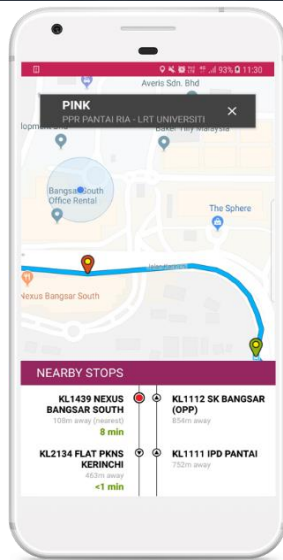 93% 11:30
Averis Sdn. Bhd.
PINK
PPR PANTAI RIA - LRT UNIVERSITI
×
Baker Tilly Malaysia
Bangsar South
Office Rental
The Sphere
Nexus Bangsar South
NEARBY STOPS
KL1439 NEXUS
BANGSAR SOUTH
108m away (nearest)
8 min
KL1112 SK BANGSAR
(OPP)
854m away
KL2134 FLAT PKNS
KERINCHI
463m away
<1 min
KL1111 IPD PANTAI
752m away